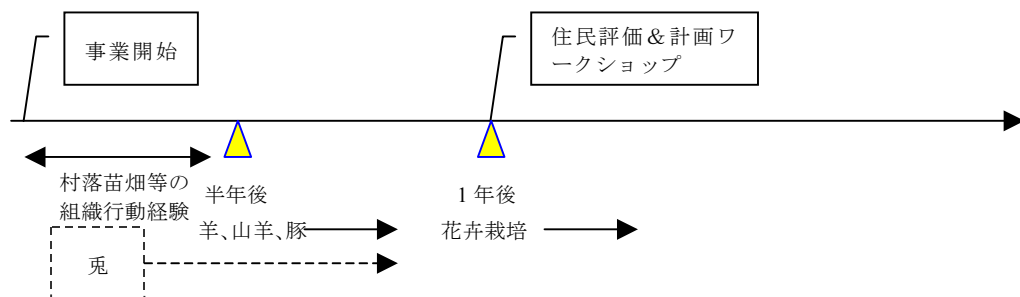 事業開始
住民評価＆計画ワ
ークショップ
村落苗畑等の
組織行動経験
半年後
羊、山羊、豚
1 年後
花卉栽培
兎